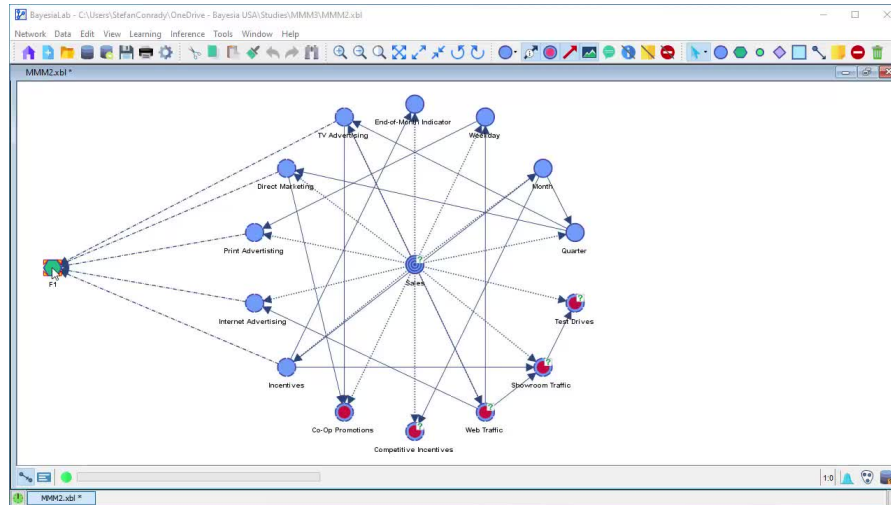 BayesiaLab - C:\Users\StefanConrady\OneDrive - Bayesia USA\Studies\MMM3\MMM2.xbl
Network Data Edit View Learning Inference Tools Window Help
MMM2.xbl *
End-of-Month Indicator
TV Advertising
Weekday
Direct Marketing
Month
Print Advertisting
Quarter
Sales
F1
Internet Advertising
Test Drives
Incentives
Showroom Traffic
Co-Op Promotions
Web Traffic
Competitive Incentives
1:0
MMM2.xbl *